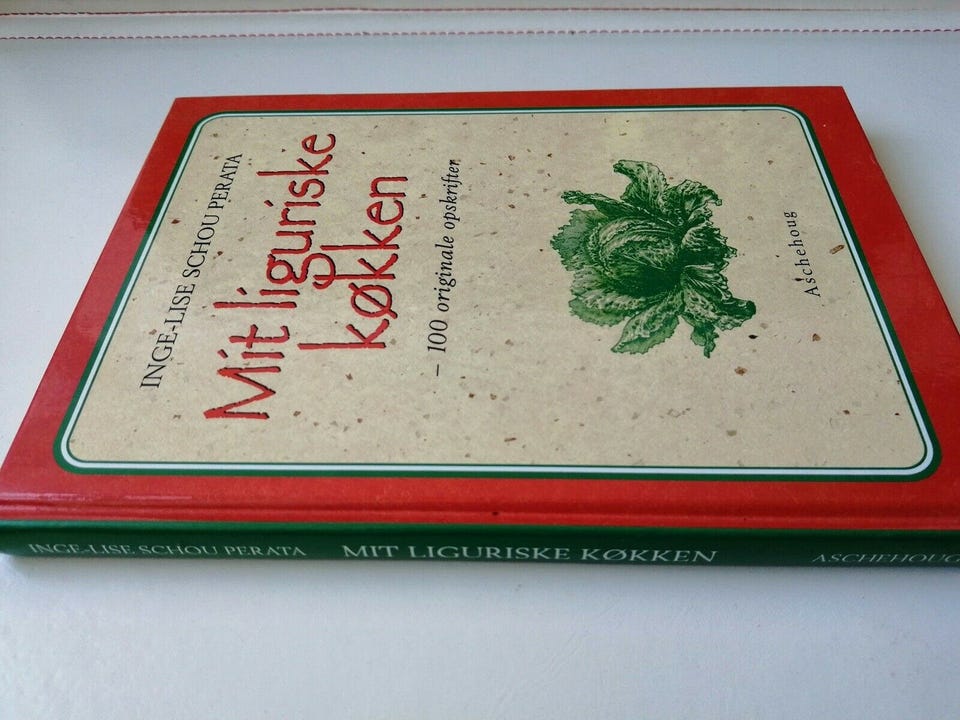 INGE-LISE SCHOU PERATA
Mit liguriske
køkken
– 100 originale opskrifter
Aschehoug
INGE-LISE SCHOU PERATA MIT LIGURISKE KØKKEN ASCHEHOUG